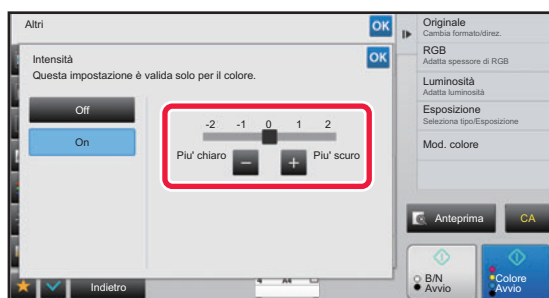 Altri
OK
Intensità
OK
Questa impostazione è valida solo per il colore.
Off
On
-2 -1 0 1 2
Piu' chiaro
Piu' scuro
Indietro
A4
Originale
Cambia formato/direz.
RGB
Adatta spessore di RGB
Luminosità
Adatta luminosità
Esposizione
Seleziona tipo/Esposizione
Mod. colore
Anteprima
CA
B/N
Avvio
Colore
Avvio